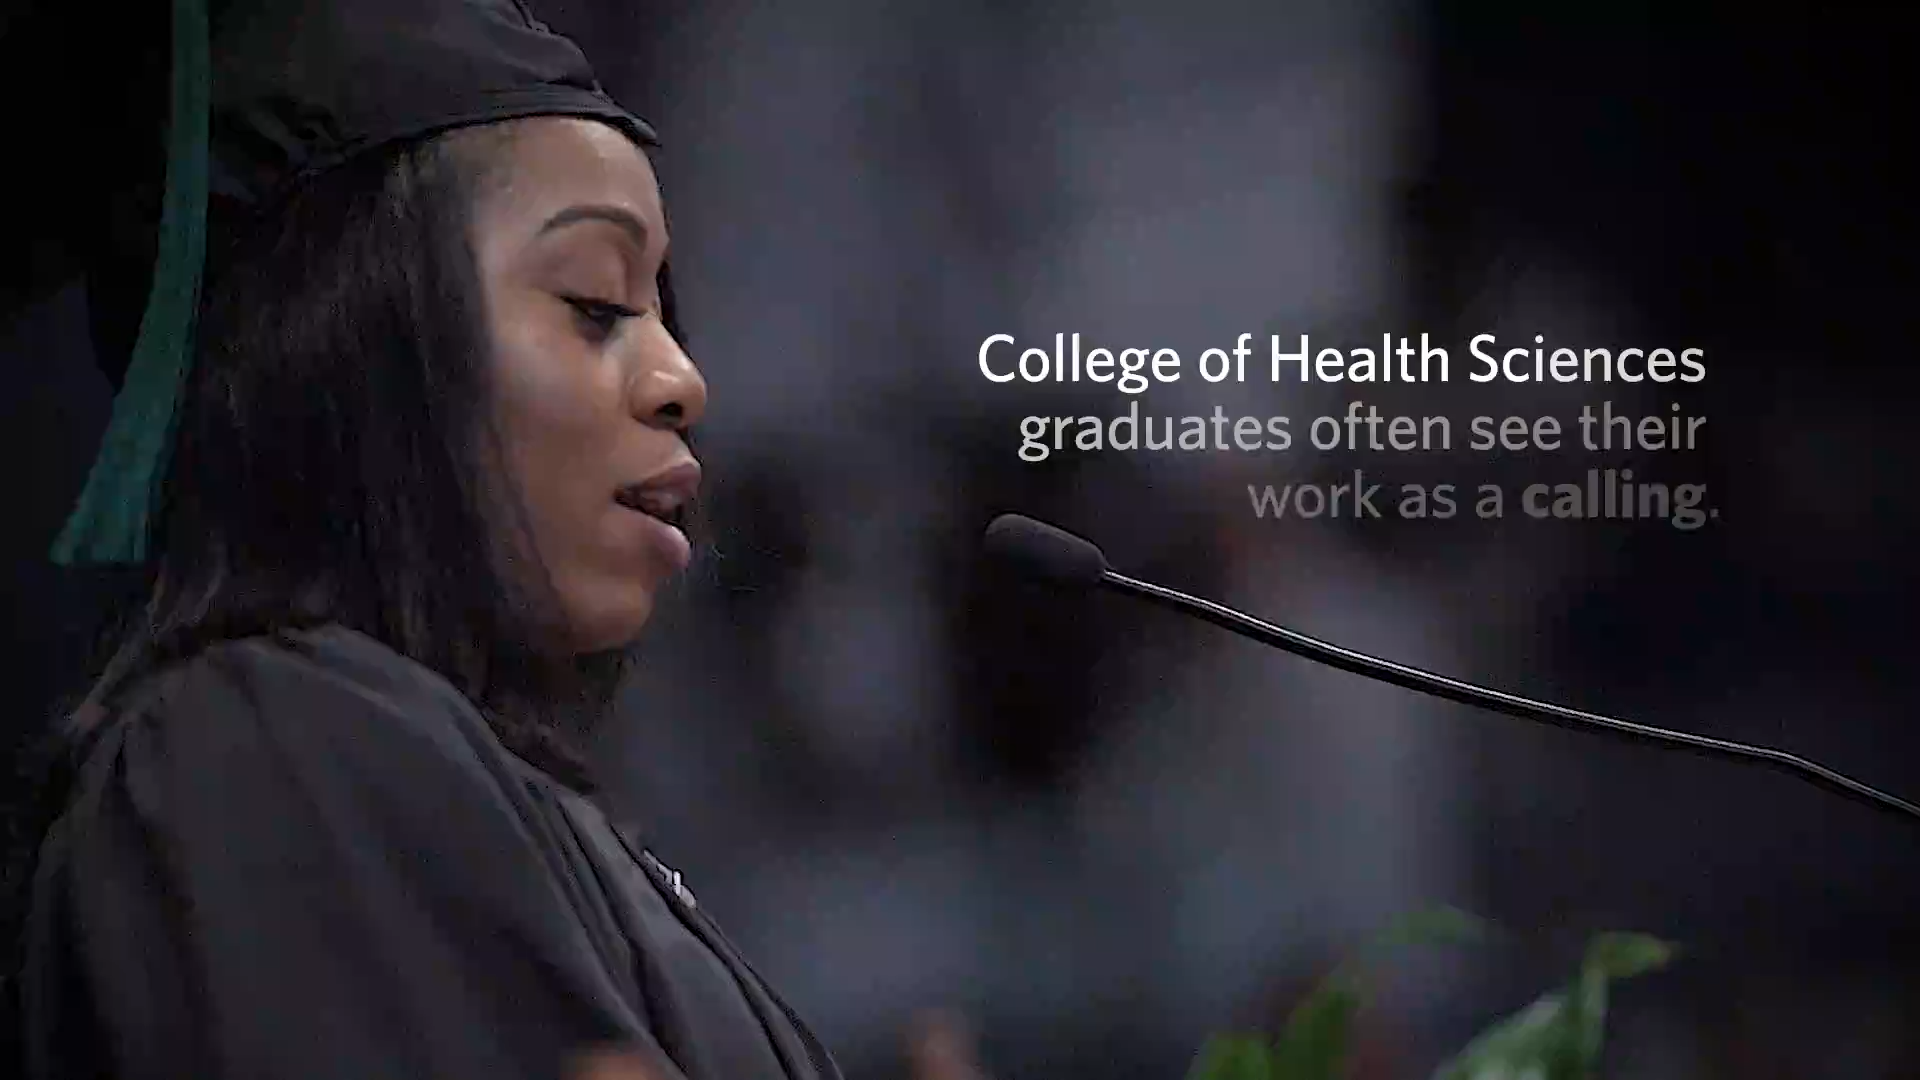 College of Health Sciences
graduates often see their
work as a calling.